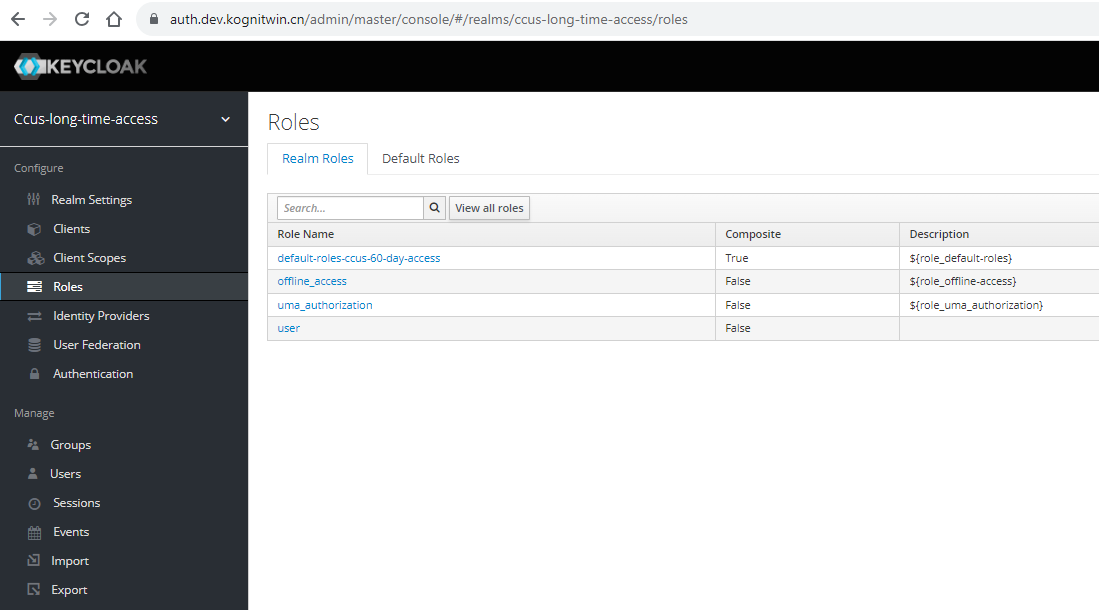 auth.dev.kognitwin.cn/admin/master/console/#/realms/ccus-long-time-access/roles
KEYCLOAK
Ccus-long-time-access
Configure
Realm Settings
Clients
Client Scopes
Roles
Identity Providers
User Federation
Authentication
Manage
Groups
Users
Sessions
Events
Import
Export
Roles
Realm Roles Default Roles
Search... View all roles
Role Name Composite Description
default-roles-ccus-60-day-access True ${role_default-roles}
offline_access False ${role_offline-access}
uma_authorization False ${role_uma_authorization}
user False